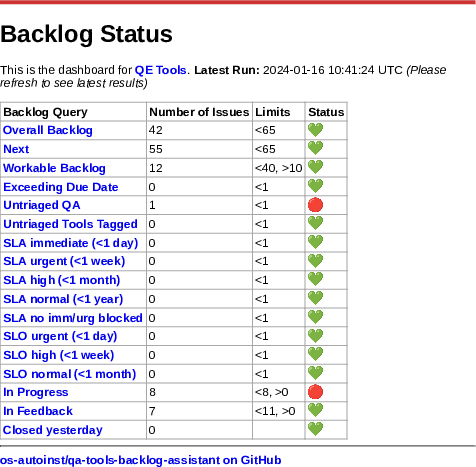 Backlog Status
This is the dashboard for QE Tools. Latest Run: 2024-01-16 10:41:24 UTC (Please
refresh to see latest results)
Backlog Query Number of Issues Limits Status
Overall Backlog 42 <65 💚
Next 55 <65 💚
Workable Backlog 12 <40, >10 💚
Exceeding Due Date 0 <1 💚
Untriaged QA 1 <1 🔴
Untriaged Tools Tagged 0 <1 💚
SLA immediate (<1 day) 0 <1 💚
SLA urgent (<1 week) 0 <1 💚
SLA high (<1 month) 0 <1 💚
SLA normal (<1 year) 0 <1 💚
SLA no imm/urg blocked 0 <1 💚
SLO urgent (<1 day) 0 <1 💚
SLO high (<1 week) 0 <1 💚
SLO normal (<1 month) 0 <1 💚
In Progress 8 <8, >0 🔴
In Feedback 7 <11, >0 💚
Closed yesterday 0 💚
os-autoinst/qa-tools-backlog-assistant on GitHub